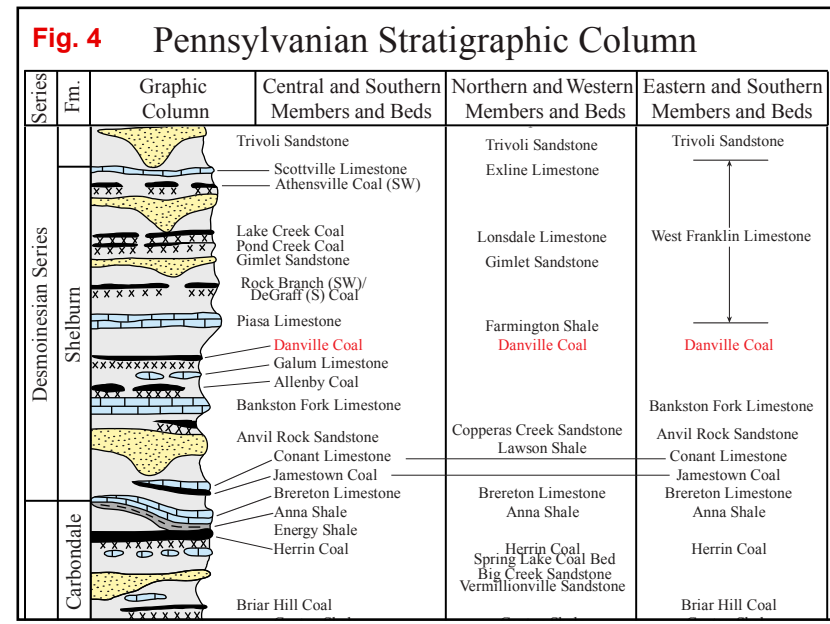 Fig. 4 Pennsylvanian Stratigraphic Column
Series
Fm.
Graphic
Column
Central and Southern
Members and Beds
Northern and Western
Members and Beds
Eastern and Southern
Members and Beds
Desmoinesian Series
Shelburn
Carbondale
Trivoli Sandstone
Scottville Limestone
Athensville Coal (SW)
Lake Creek Coal
Pond Creek Coal
Gimlet Sandstone
Rock Branch (SW)/
DeGraff (S) Coal
Piasa Limestone
Danville Coal
Galum Limestone
Allenby Coal
Bankston Fork Limestone
Anvil Rock Sandstone
Conant Limestone
Jamestown Coal
Brereton Limestone
Anna Shale
Energy Shale
Herrin Coal
Briar Hill Coal
Trivoli Sandstone
Exline Limestone
Lonsdale Limestone
Gimlet Sandstone
Farmington Shale
Danville Coal
Copperas Creek Sandstone
Lawson Shale
Brereton Limestone
Anna Shale
Herrin Coal
Spring Lake Coal Bed
Big Creek Sandstone
Vermillionville Sandstone
Trivoli Sandstone
West Franklin Limestone
Danville Coal
Bankston Fork Limestone
Anvil Rock Sandstone
Conant Limestone
Jamestown Coal
Brereton Limestone
Anna Shale
Herrin Coal
Briar Hill Coal